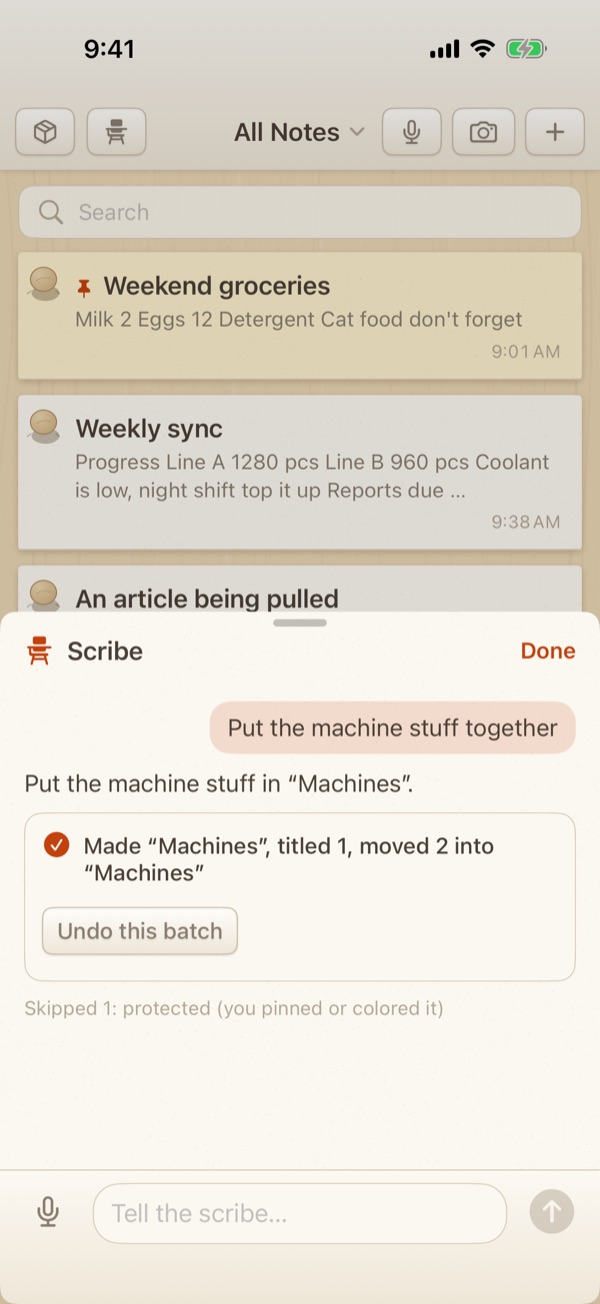 9:41
All Notes
Search
Weekend groceries
Milk 2 Eggs 12 Detergent Cat food don't forget
9:01 AM
Weekly sync
Progress Line A 1280 pcs Line B 960 pcs Coolant
is low, night shift top it up Reports due ...
9:38 AM
An article being pulled
Scribe
Done
Put the machine stuff together
Put the machine stuff in “Machines”.
Made “Machines”, titled 1, moved 2 into
“Machines”
Undo this batch
Skipped 1: protected (you pinned or colored it)
Tell the scribe...